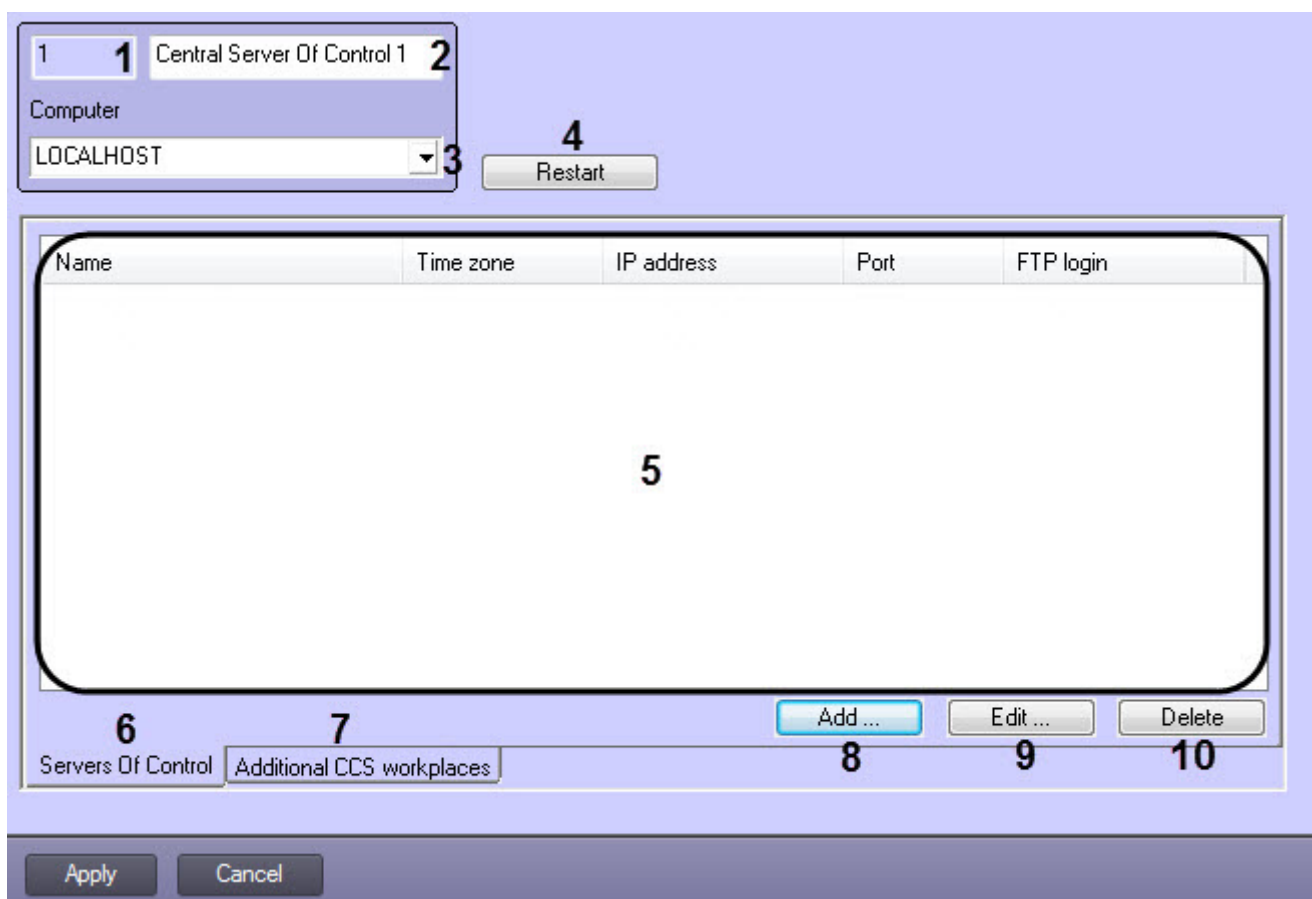 1 1 Central Server Of Control 1 2
Computer
LOCALHOST 3
4
Restart
Name Time zone IP address Port FTP login
5
Add ... Edit ... Delete
6 7 8 9 10
Servers Of Control Additional CCS workplaces
Apply Cancel